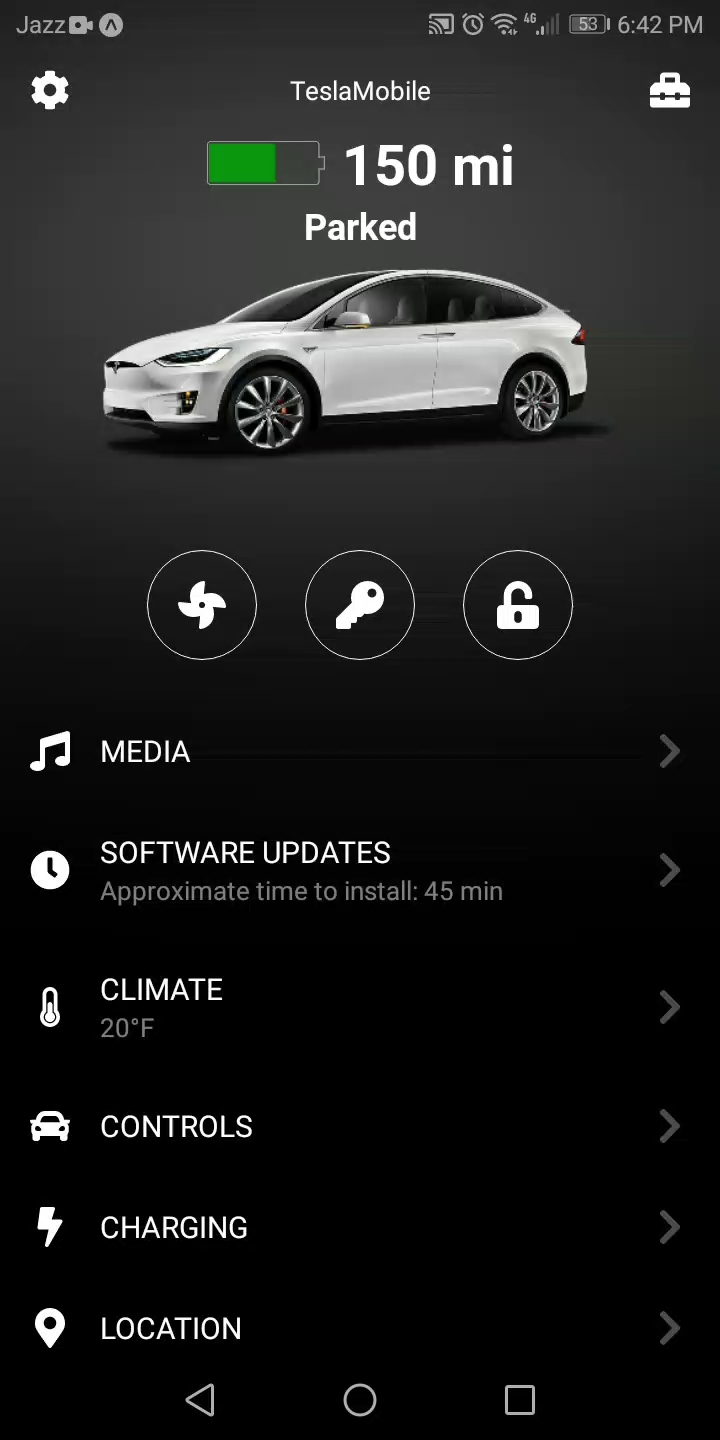 Jazz 4G 53 6:42 PM
TeslaMobile
150 mi
Parked
MEDIA
SOFTWARE UPDATES
Approximate time to install: 45 min
CLIMATE
20°F
CONTROLS
CHARGING
LOCATION